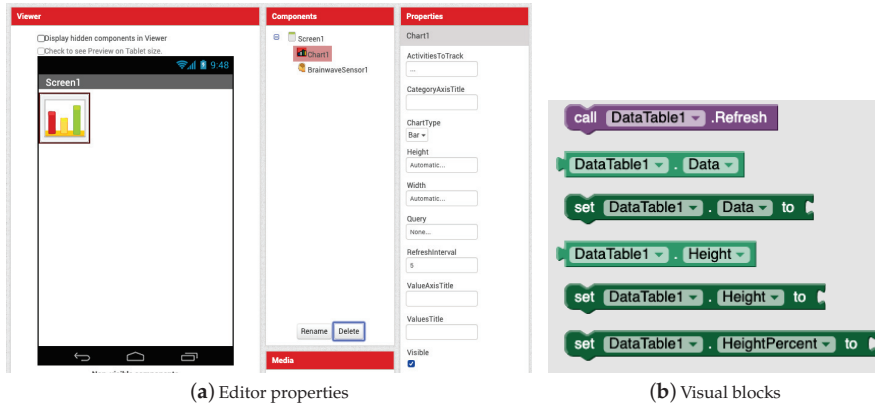 Viewer
Display hidden components in Viewer
Check to see Preview on Tablet size.
9:48
Screen1
Components
Screen1
Chart1
BrainwaveSensor1
Rename Delete
Media
Properties
Chart1
ActivitiesToTrack
...
CategoryAxisTitle
ChartType
Bar
Height
Automatic...
Width
Automatic...
Query
None...
RefreshInterval
5
ValueAxisTitle
ValuesTitle
Visible
(a) Editor properties
call DataTable1 .Refresh
DataTable1 . Data
set DataTable1 . Data to
DataTable1 . Height
set DataTable1 . Height to
set DataTable1 . HeightPercent to
(b) Visual blocks